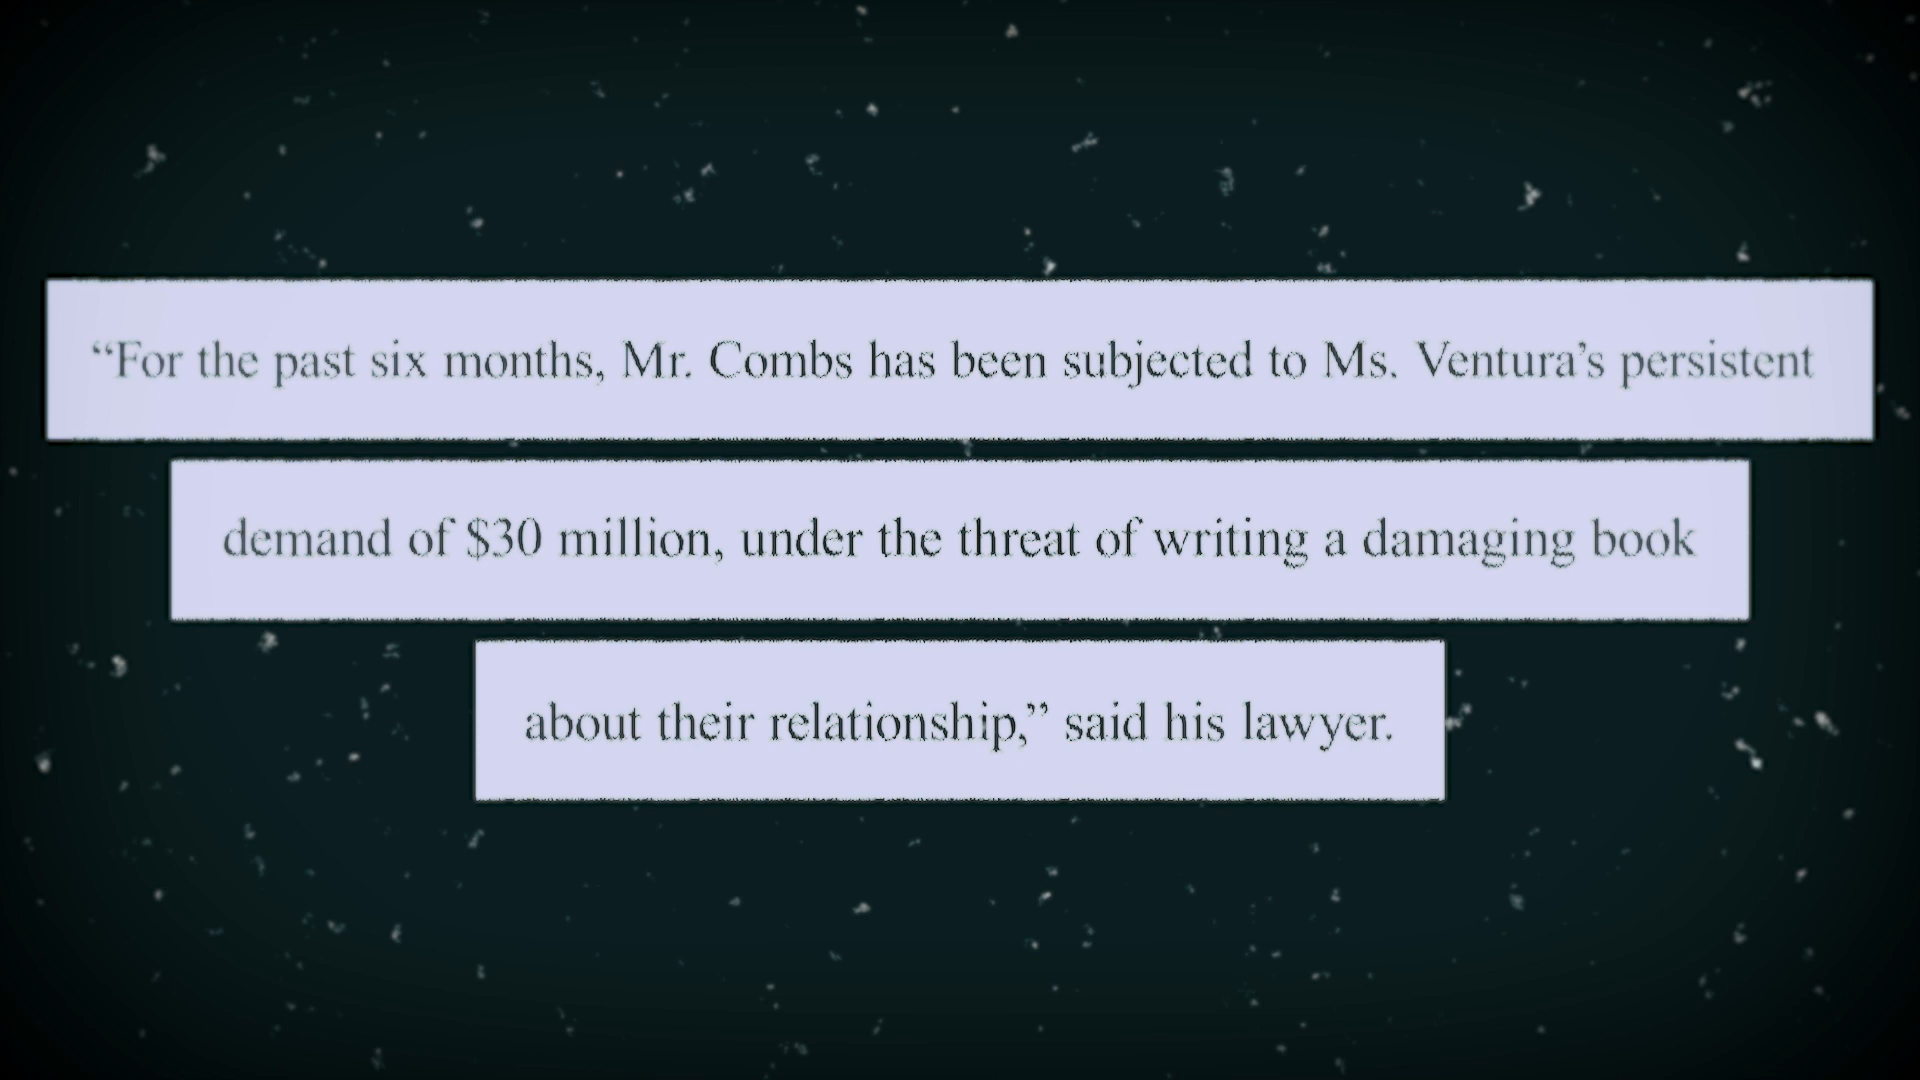 “For the past six months, Mr. Combs has been subjected to Ms. Ventura’s persistent
demand of $30 million, under the threat of writing a damaging book
about their relationship,” said his lawyer.